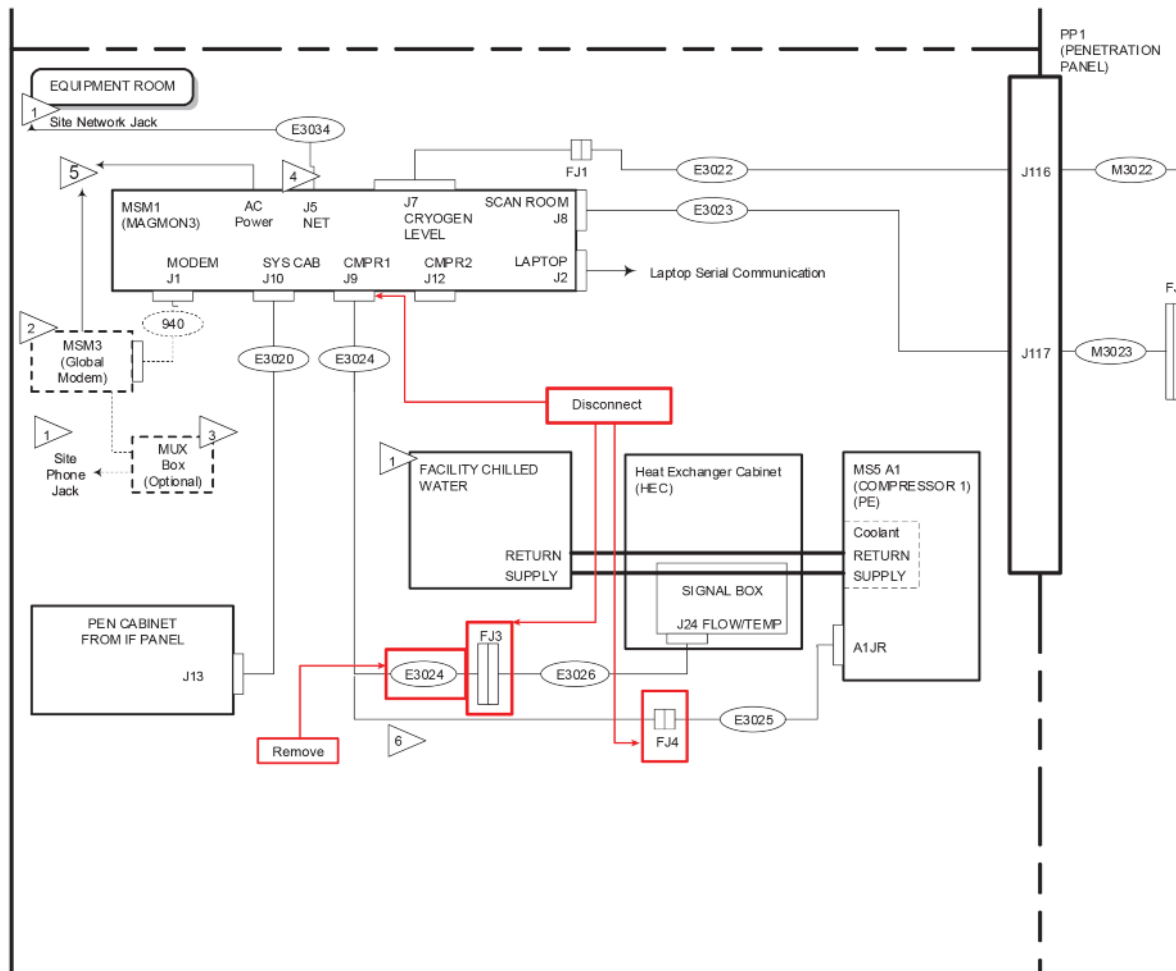 PP1
(PENETRATION
PANEL)
EQUIPMENT ROOM
1
Site Network Jack
E3034
5
4
FJ1
E3022
J116
M3022
MSM1
(MAGMON3)
AC
Power
J5
NET
J7
CRYOGEN
LEVEL
SCAN ROOM
J8
E3023
MODEM
J1
SYS CAB
J10
CMPR1
J9
CMPR2
J12
LAPTOP
J2
Laptop Serial Communication
2
940
MSM3
(Global
Modem)
E3020
E3024
J117
M3023
Disconnect
1
Site
Phone
Jack
MUX
Box
(Optional)
3
1
FACILITY CHILLED
WATER
RETURN
SUPPLY
Heat Exchanger Cabinet
(HEC)
SIGNAL BOX
J24 FLOW/TEMP
MS5 A1
(COMPRESSOR 1)
(PE)
Coolant
RETURN
SUPPLY
A1JR
PEN CABINET
FROM IF PANEL
J13
FJ3
E3024
E3026
Remove
6
FJ4
E3025